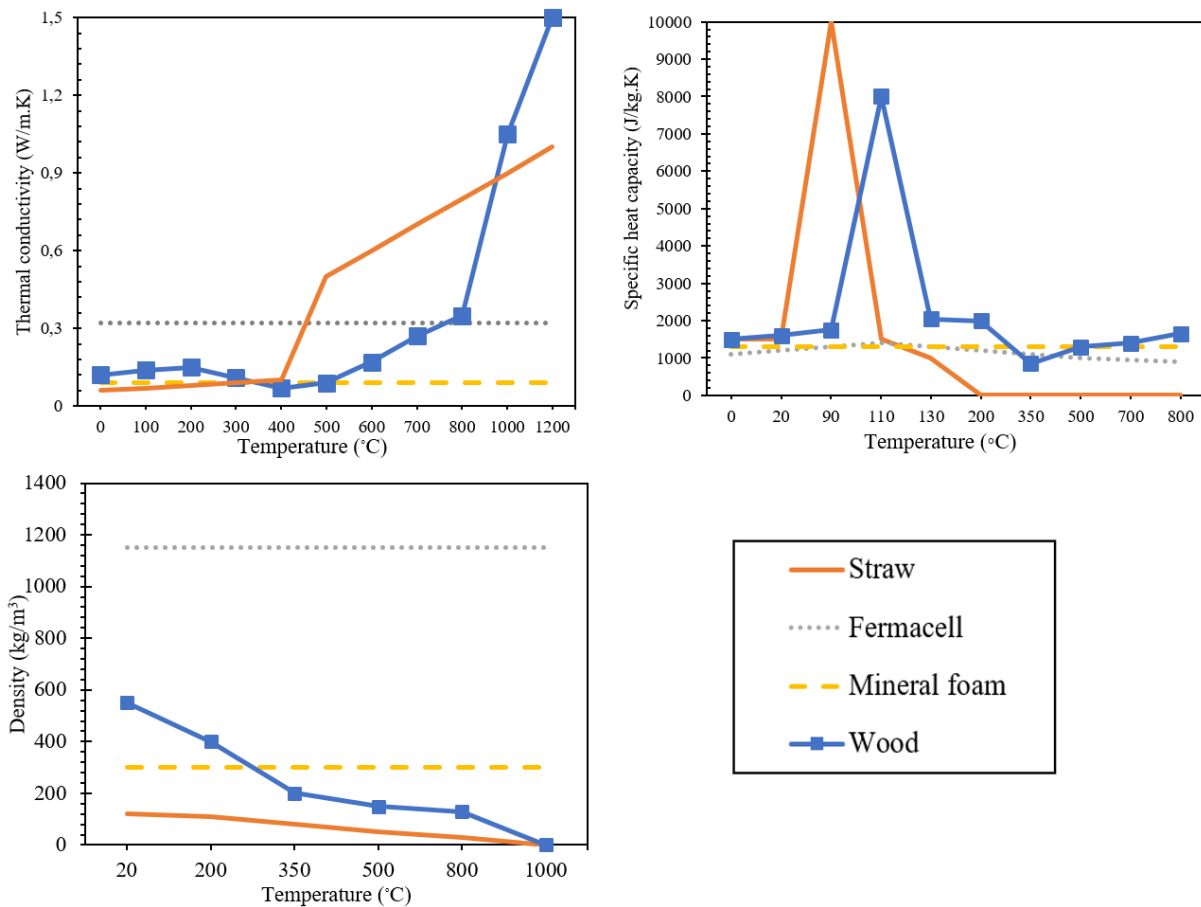 1,5
1,2
0,9
0,6
0,3
0
Thermal conductivity (W/m.K)
0 100 200 300 400 500 600 700 800 1000 1200
Temperature (°C)
10000
9000
8000
7000
6000
5000
4000
3000
2000
1000
0
Specific heat capacity (J/kg.K)
0 20 90 110 130 200 350 500 700 800
Temperature (°C)
1400
1200
1000
800
600
400
200
0
Density (kg/m³)
20 200 350 500 800 1000
Temperature (°C)
Straw
Fermacell
Mineral foam
Wood